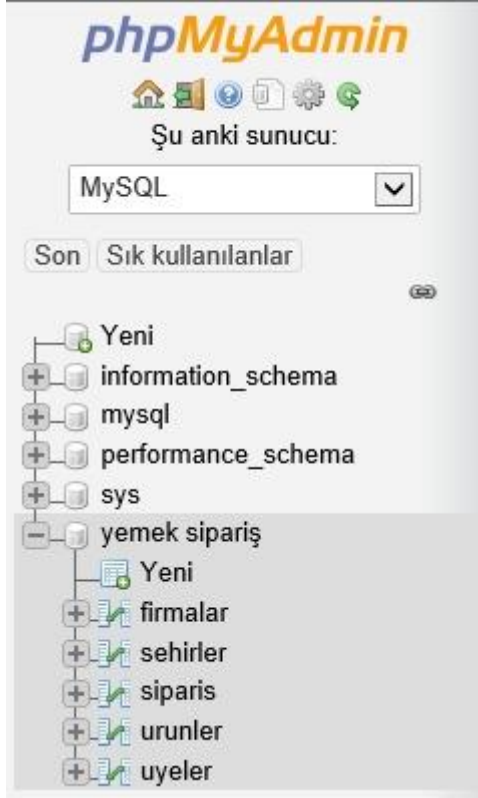 phpMyAdmin
Şu anki sunucu:
MySQL
Son Sık kullanılanlar
Yeni
information_schema
mysql
performance_schema
sys
yemek sipariş
Yeni
firmalar
sehirler
siparis
urunler
uyeler